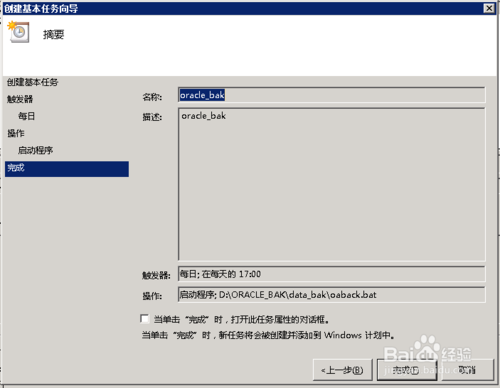 创建基本任务向导
摘要
创建基本任务
触发器
每日
操作
启动程序
完成
名称: oracle_bak
描述: oracle_bak
触发器: 每日; 在每天的 17:00
操作: 启动程序; D:\ORACLE_BAK\data_bak\oaback.bat
当单击“完成”时，打开此任务属性的对话框。
当单击“完成”时，新任务将会被创建并添加到 Windows 计划中。
<上一步(B) 完成(F) 取消
Baidu经验